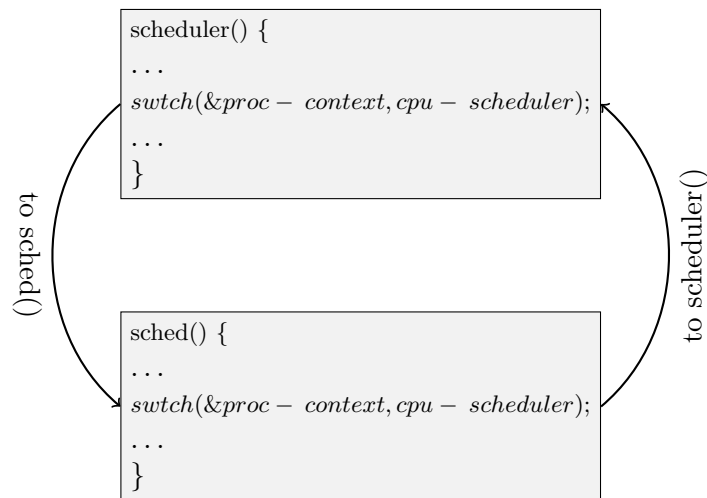 scheduler() {
...
swtch(&proc − context, cpu − scheduler);
...
}
to sched()
to scheduler()
sched() {
...
swtch(&proc − context, cpu − scheduler);
...
}